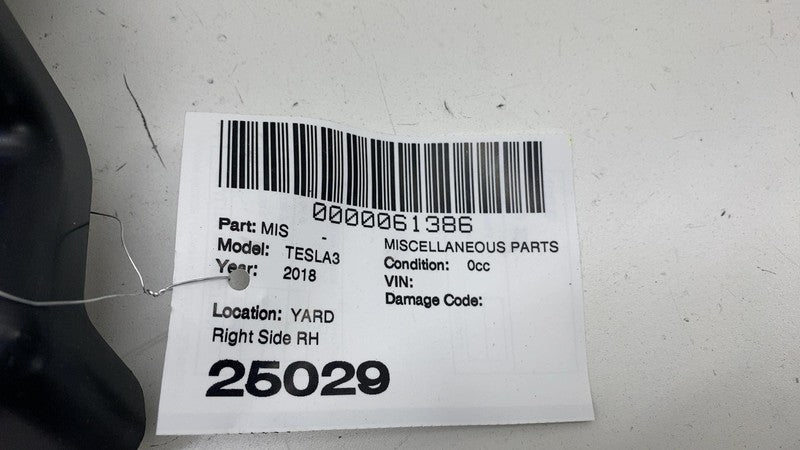 0000061386
Part: MIS - MISCELLANEOUS PARTS
Model: TESLA3 Condition: 0cc
Year: 2018 VIN:
Damage Code:
Location: YARD
Right Side RH
25029